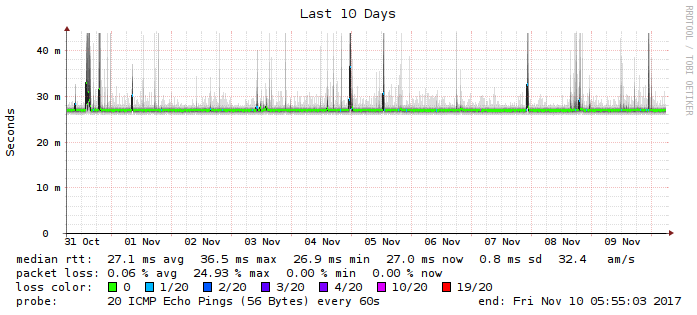 Last 10 Days
RRDTOOL / TOBI OETIKER
Seconds
40 m
30 m
20 m
10 m
0
31 Oct 01 Nov 02 Nov 03 Nov 04 Nov 05 Nov 06 Nov 07 Nov 08 Nov 09 Nov
median rtt: 27.1 ms avg 36.5 ms max 26.9 ms min 27.0 ms now 0.8 ms sd 32.4 am/s
packet loss: 0.06 % avg 24.93 % max 0.00 % min 0.00 % now
loss color: 0 1/20 2/20 3/20 4/20 10/20 19/20
probe: 20 ICMP Echo Pings (56 Bytes) every 60s end: Fri Nov 10 05:55:03 2017